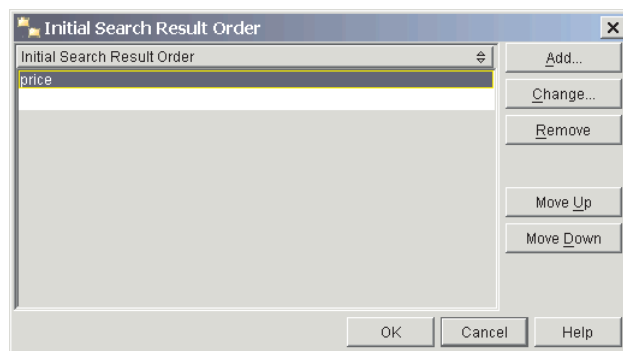 Initial Search Result Order
Initial Search Result Order
price
Add...
Change...
Remove
Move Up
Move Down
OK
Cancel
Help